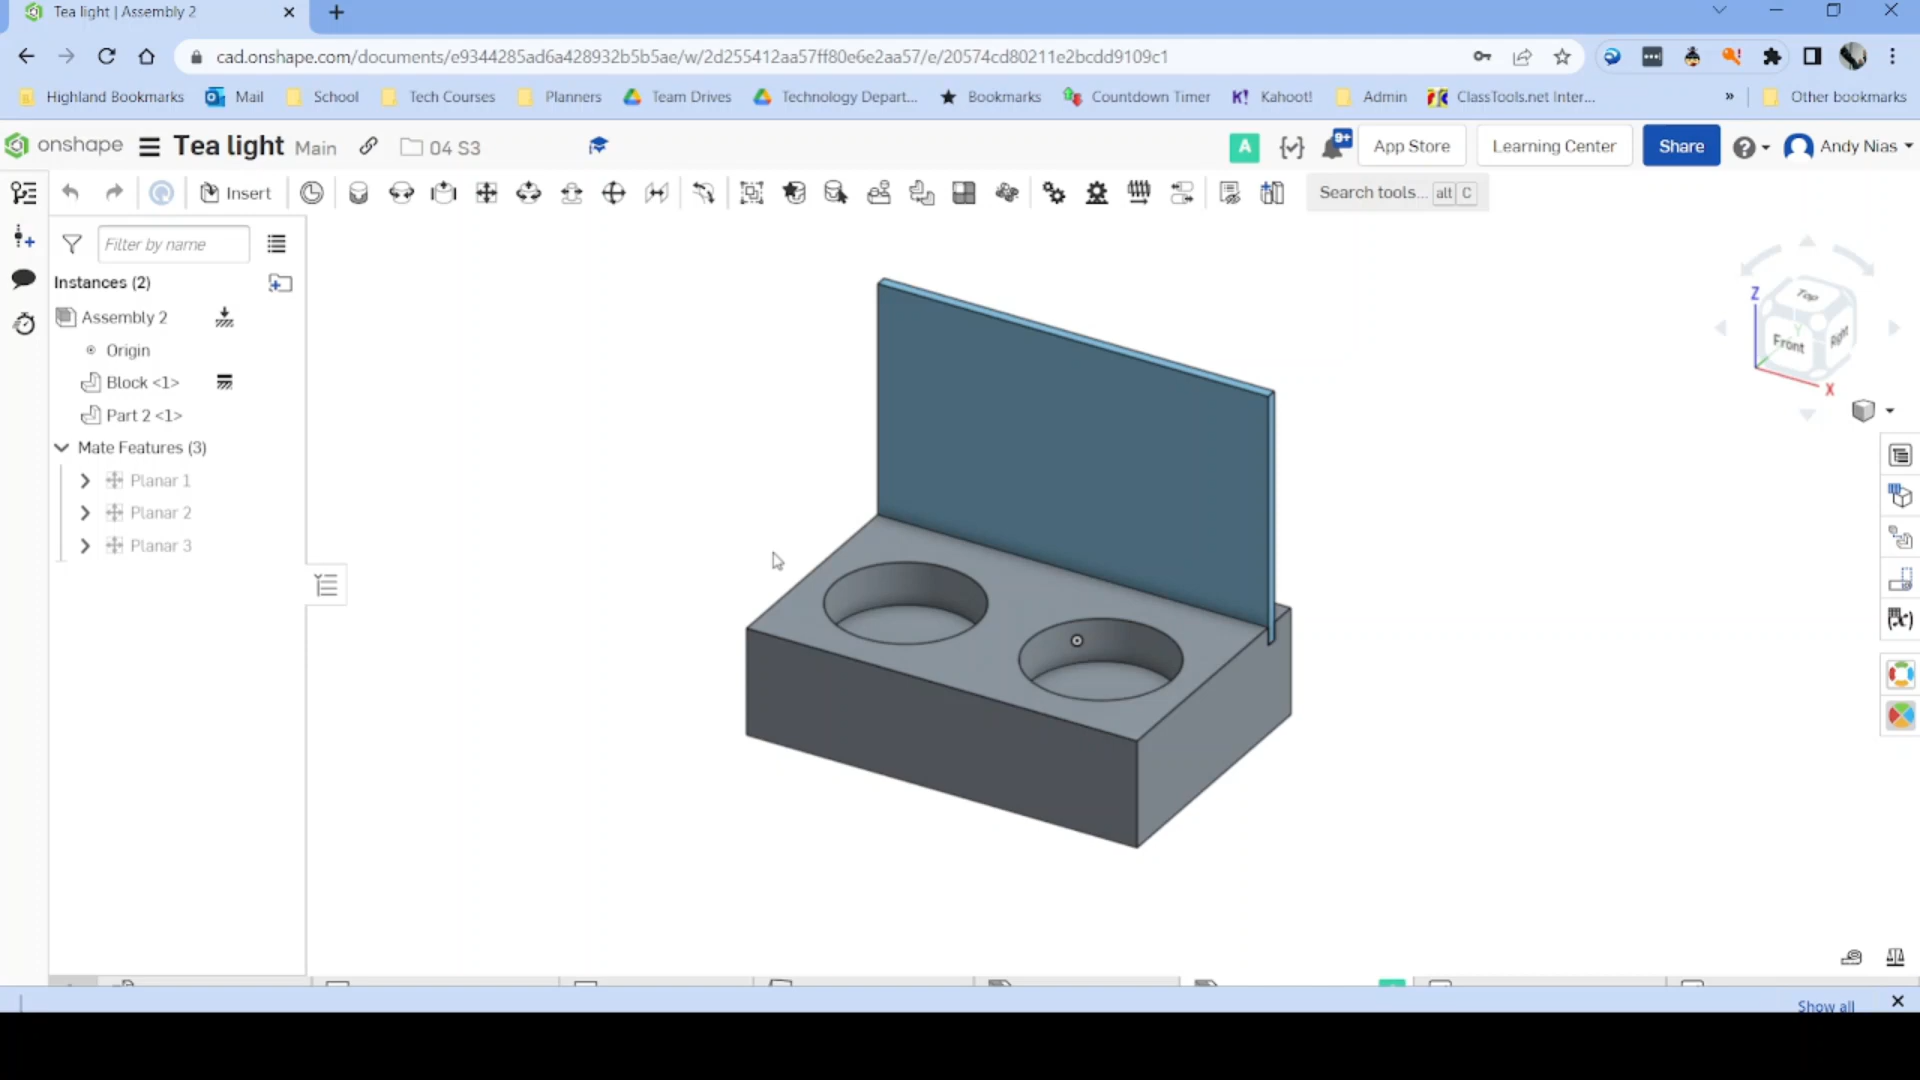 Tea light | Assembly 2
cad.onshape.com/documents/e9344285ad6a428932b5b5ae/w/2d255412aa57ff80e6e2aa57/e/20574cd80211e2bcdd9109c1
Highland Bookmarks Mail School Tech Courses Planners Team Drives Technology Depart... Bookmarks Countdown Timer K! Kahoot! Admin ClassTools.net Inter... » Other bookmarks
onshape Tea light Main 04 S3 A 9+ App Store Learning Center Share Andy Nias
Insert Search tools... alt C
Filter by name
Instances (2)
Assembly 2
Origin
Block <1>
Part 2 <1>
Mate Features (3)
Planar 1
Planar 2
Planar 3
Z
Top
Y
Front
Right
X
(x)
Show all